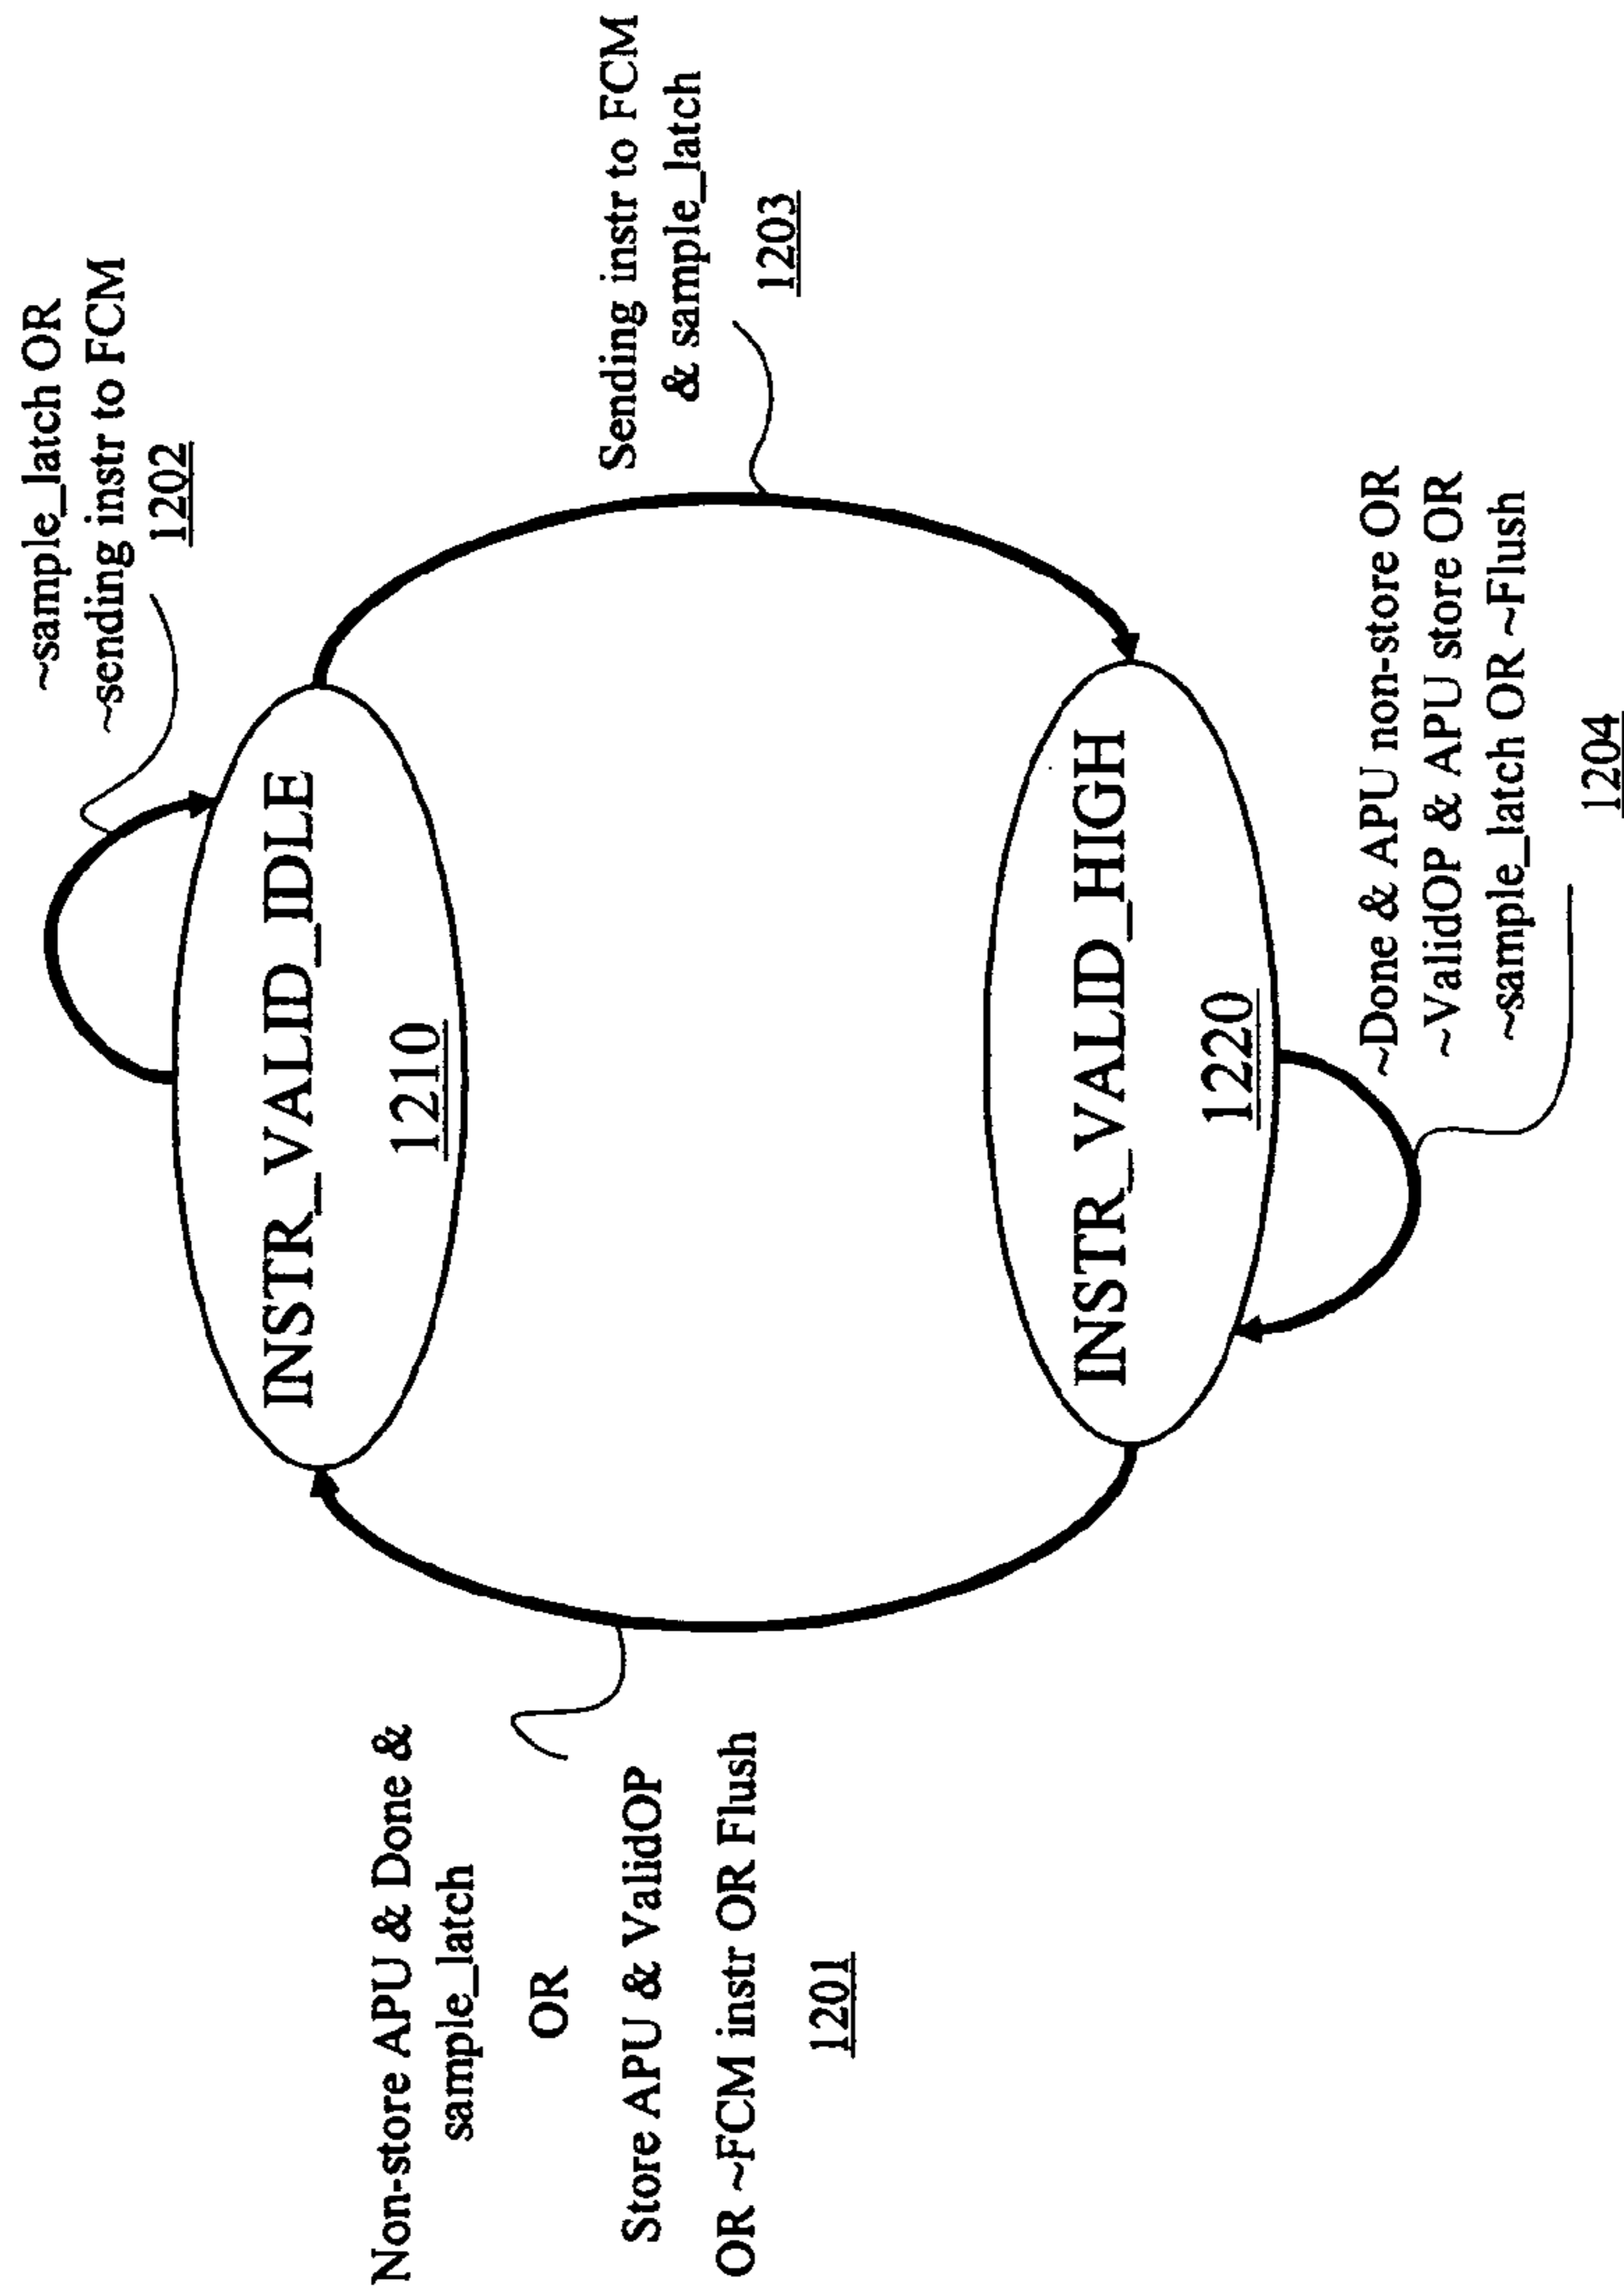 ~sample_latch OR
~sending instr to FCM
1202
INSTR_VALID_IDLE
1210
Sending instr to FCM
& sample_latch
1203
Non-store APU & Done &
sample_latch
OR
Store APU & ValidOP
OR ~FCM instr OR Flush
1201
INSTR_VALID_HIGH
1220
~Done & APU non-store OR
~ValidOP & APU store OR
~sample_latch OR ~Flush
1204